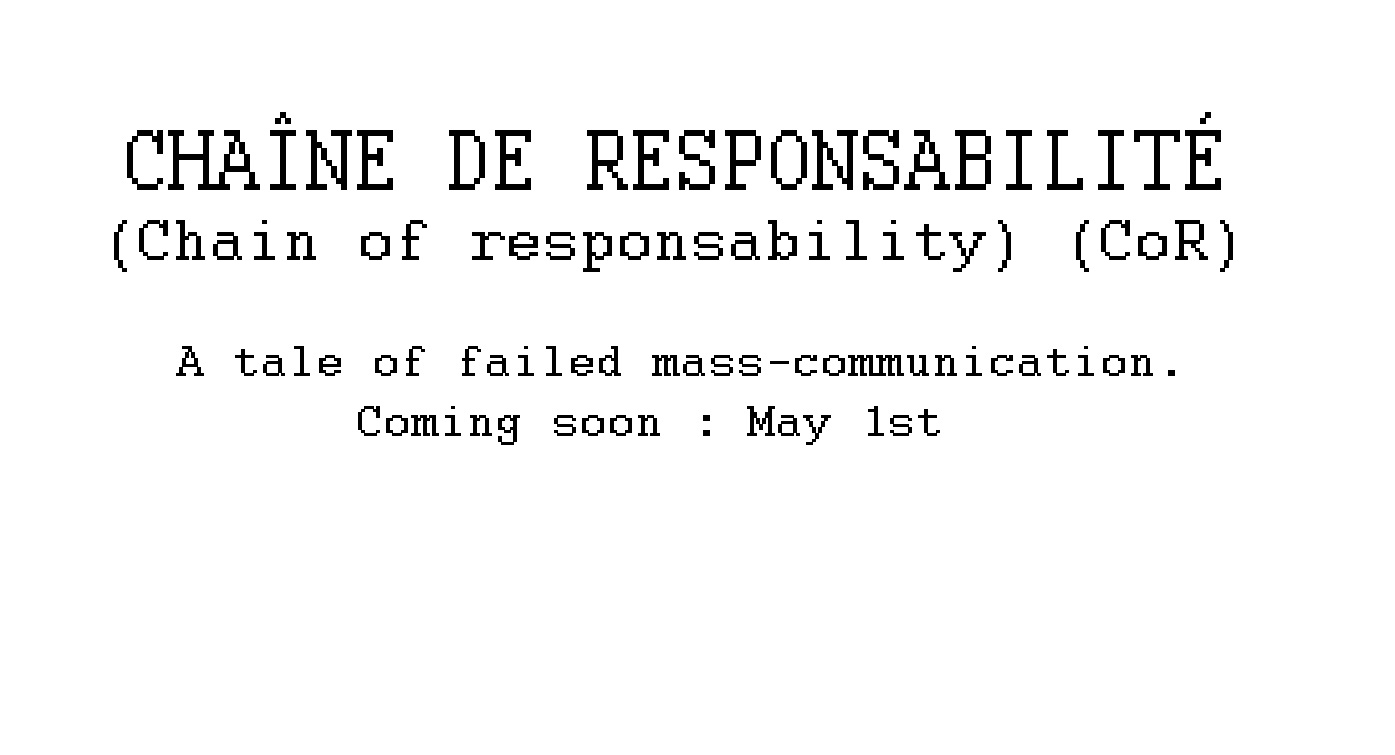 CHAÎNE DE RESPONSABILITÉ
(Chain of responsability) (CoR)
A tale of failed mass-communication.
Coming soon : May 1st